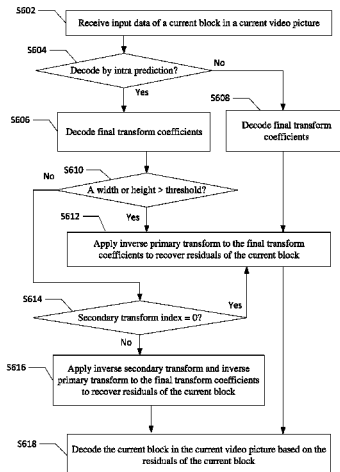 S602
Receive input data of a current block in a current video picture
S604
Decode by intra prediction?
No
Yes
S606
Decode final transform coefficients
S608
Decode final transform
coefficients
S610
No
A width or height > threshold?
S612
Yes
Apply inverse primary transform to the final transform
coefficients to recover residuals of the current block
S614
Secondary transform index = 0?
Yes
No
S616
Apply inverse secondary transform and inverse
primary transform to the final transform coefficients
to recover residuals of the current block
S618
Decode the current block in the current video picture based on the
residuals of the current block